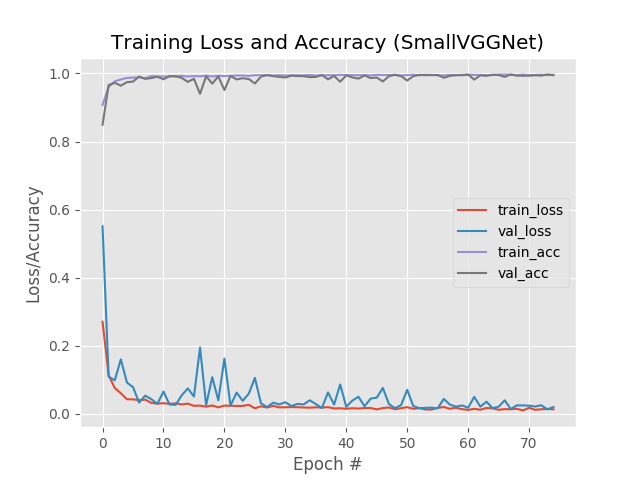 Training Loss and Accuracy (SmallVGGNet)
1.0
0.8
0.6
0.4
0.2
0.0
Loss/Accuracy
train_loss
val_loss
train_acc
val_acc
0 10 20 30 40 50 60 70
Epoch #